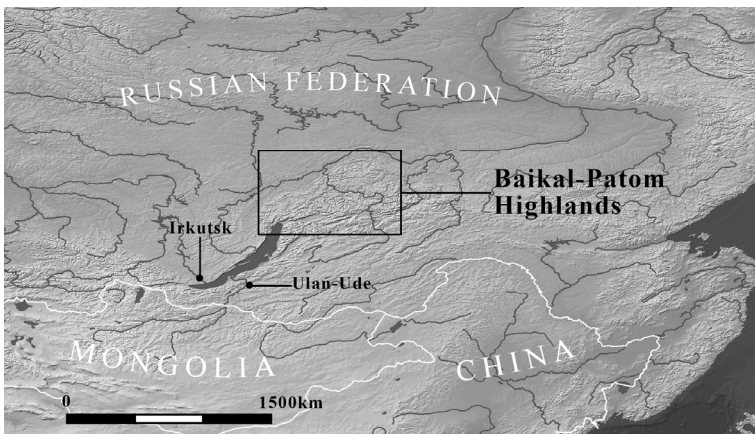 RUSSIAN FEDERATION
Baikal-Patom
Highlands
Irkutsk
Ulan-Ude
MONGOLIA
CHINA
0 1500km